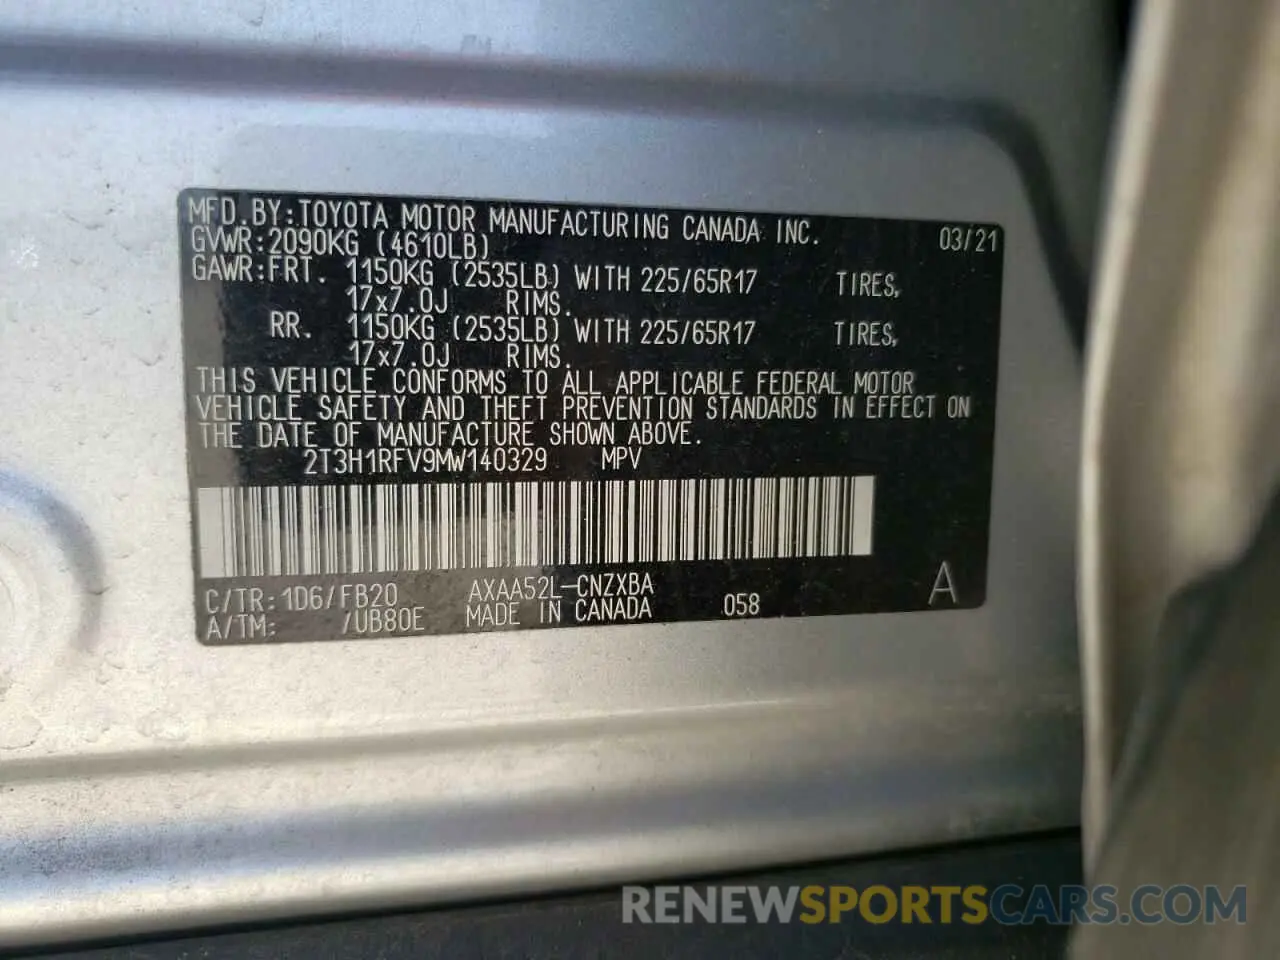 MFD.BY:TOYOTA MOTOR MANUFACTURING CANADA INC. 03/21
GVWR:2090KG (4610LB)
GAWR:FRT. 1150KG (2535LB) WITH 225/65R17 TIRES,
17x7.0J RIMS.
RR. 1150KG (2535LB) WITH 225/65R17 TIRES,
17x7.0J RIMS.
THIS VEHICLE CONFORMS TO ALL APPLICABLE FEDERAL MOTOR
VEHICLE SAFETY AND THEFT PREVENTION STANDARDS IN EFFECT ON
THE DATE OF MANUFACTURE SHOWN ABOVE.
2T3H1RFV9MW140329 MPV
C/TR:1D6/FB20 AXAA52L-CNZXBA A
A/TM: /UB80E MADE IN CANADA 058
RENEWSPORTSCARS.COM